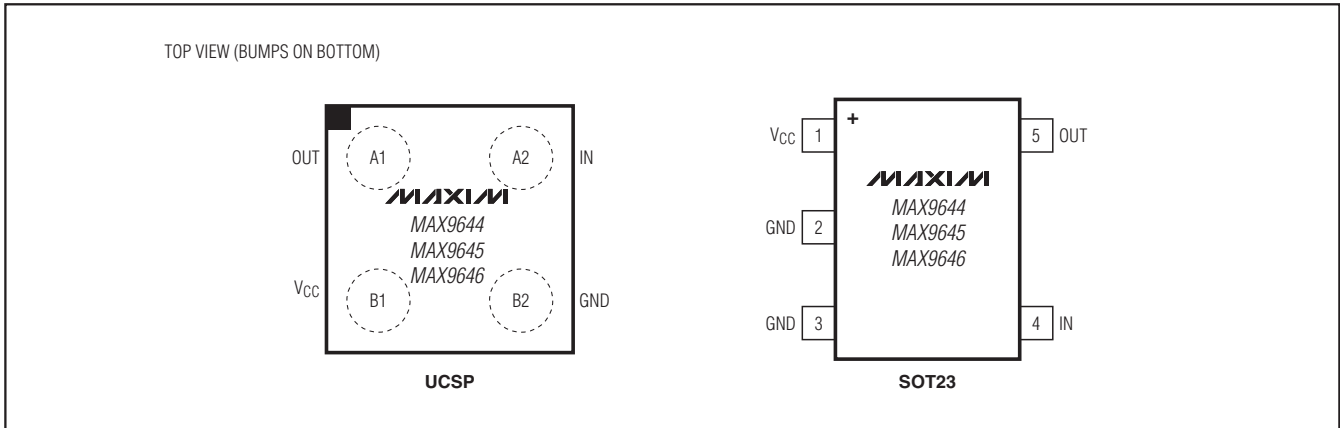 TOP VIEW (BUMPS ON BOTTOM)
OUT A1 A2 IN
MAXIM
MAX9644
MAX9645
MAX9646
VCC B1 B2 GND
UCSP
+
VCC 1 5 OUT
MAXIM
MAX9644
GND 2
MAX9645
MAX9646
GND 3 4 IN
SOT23